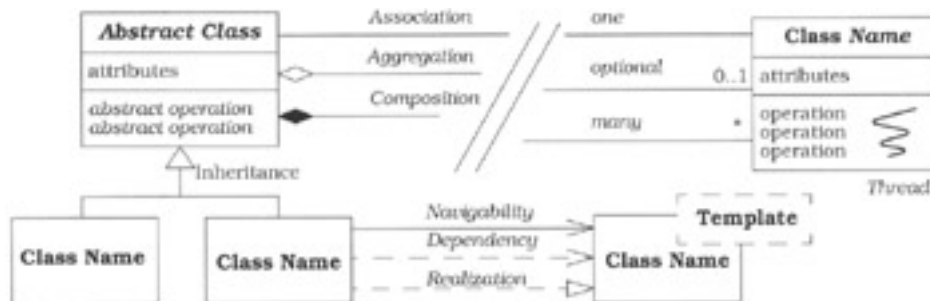 Abstract Class
attributes
abstract operation
abstract operation
Association
Aggregation
Composition
one
optional
0..1
many
*
Class Name
attributes
operation
operation
operation
Thread
Inheritance
Class Name
Class Name
Navigability
Dependency
Realization
Template
Class Name